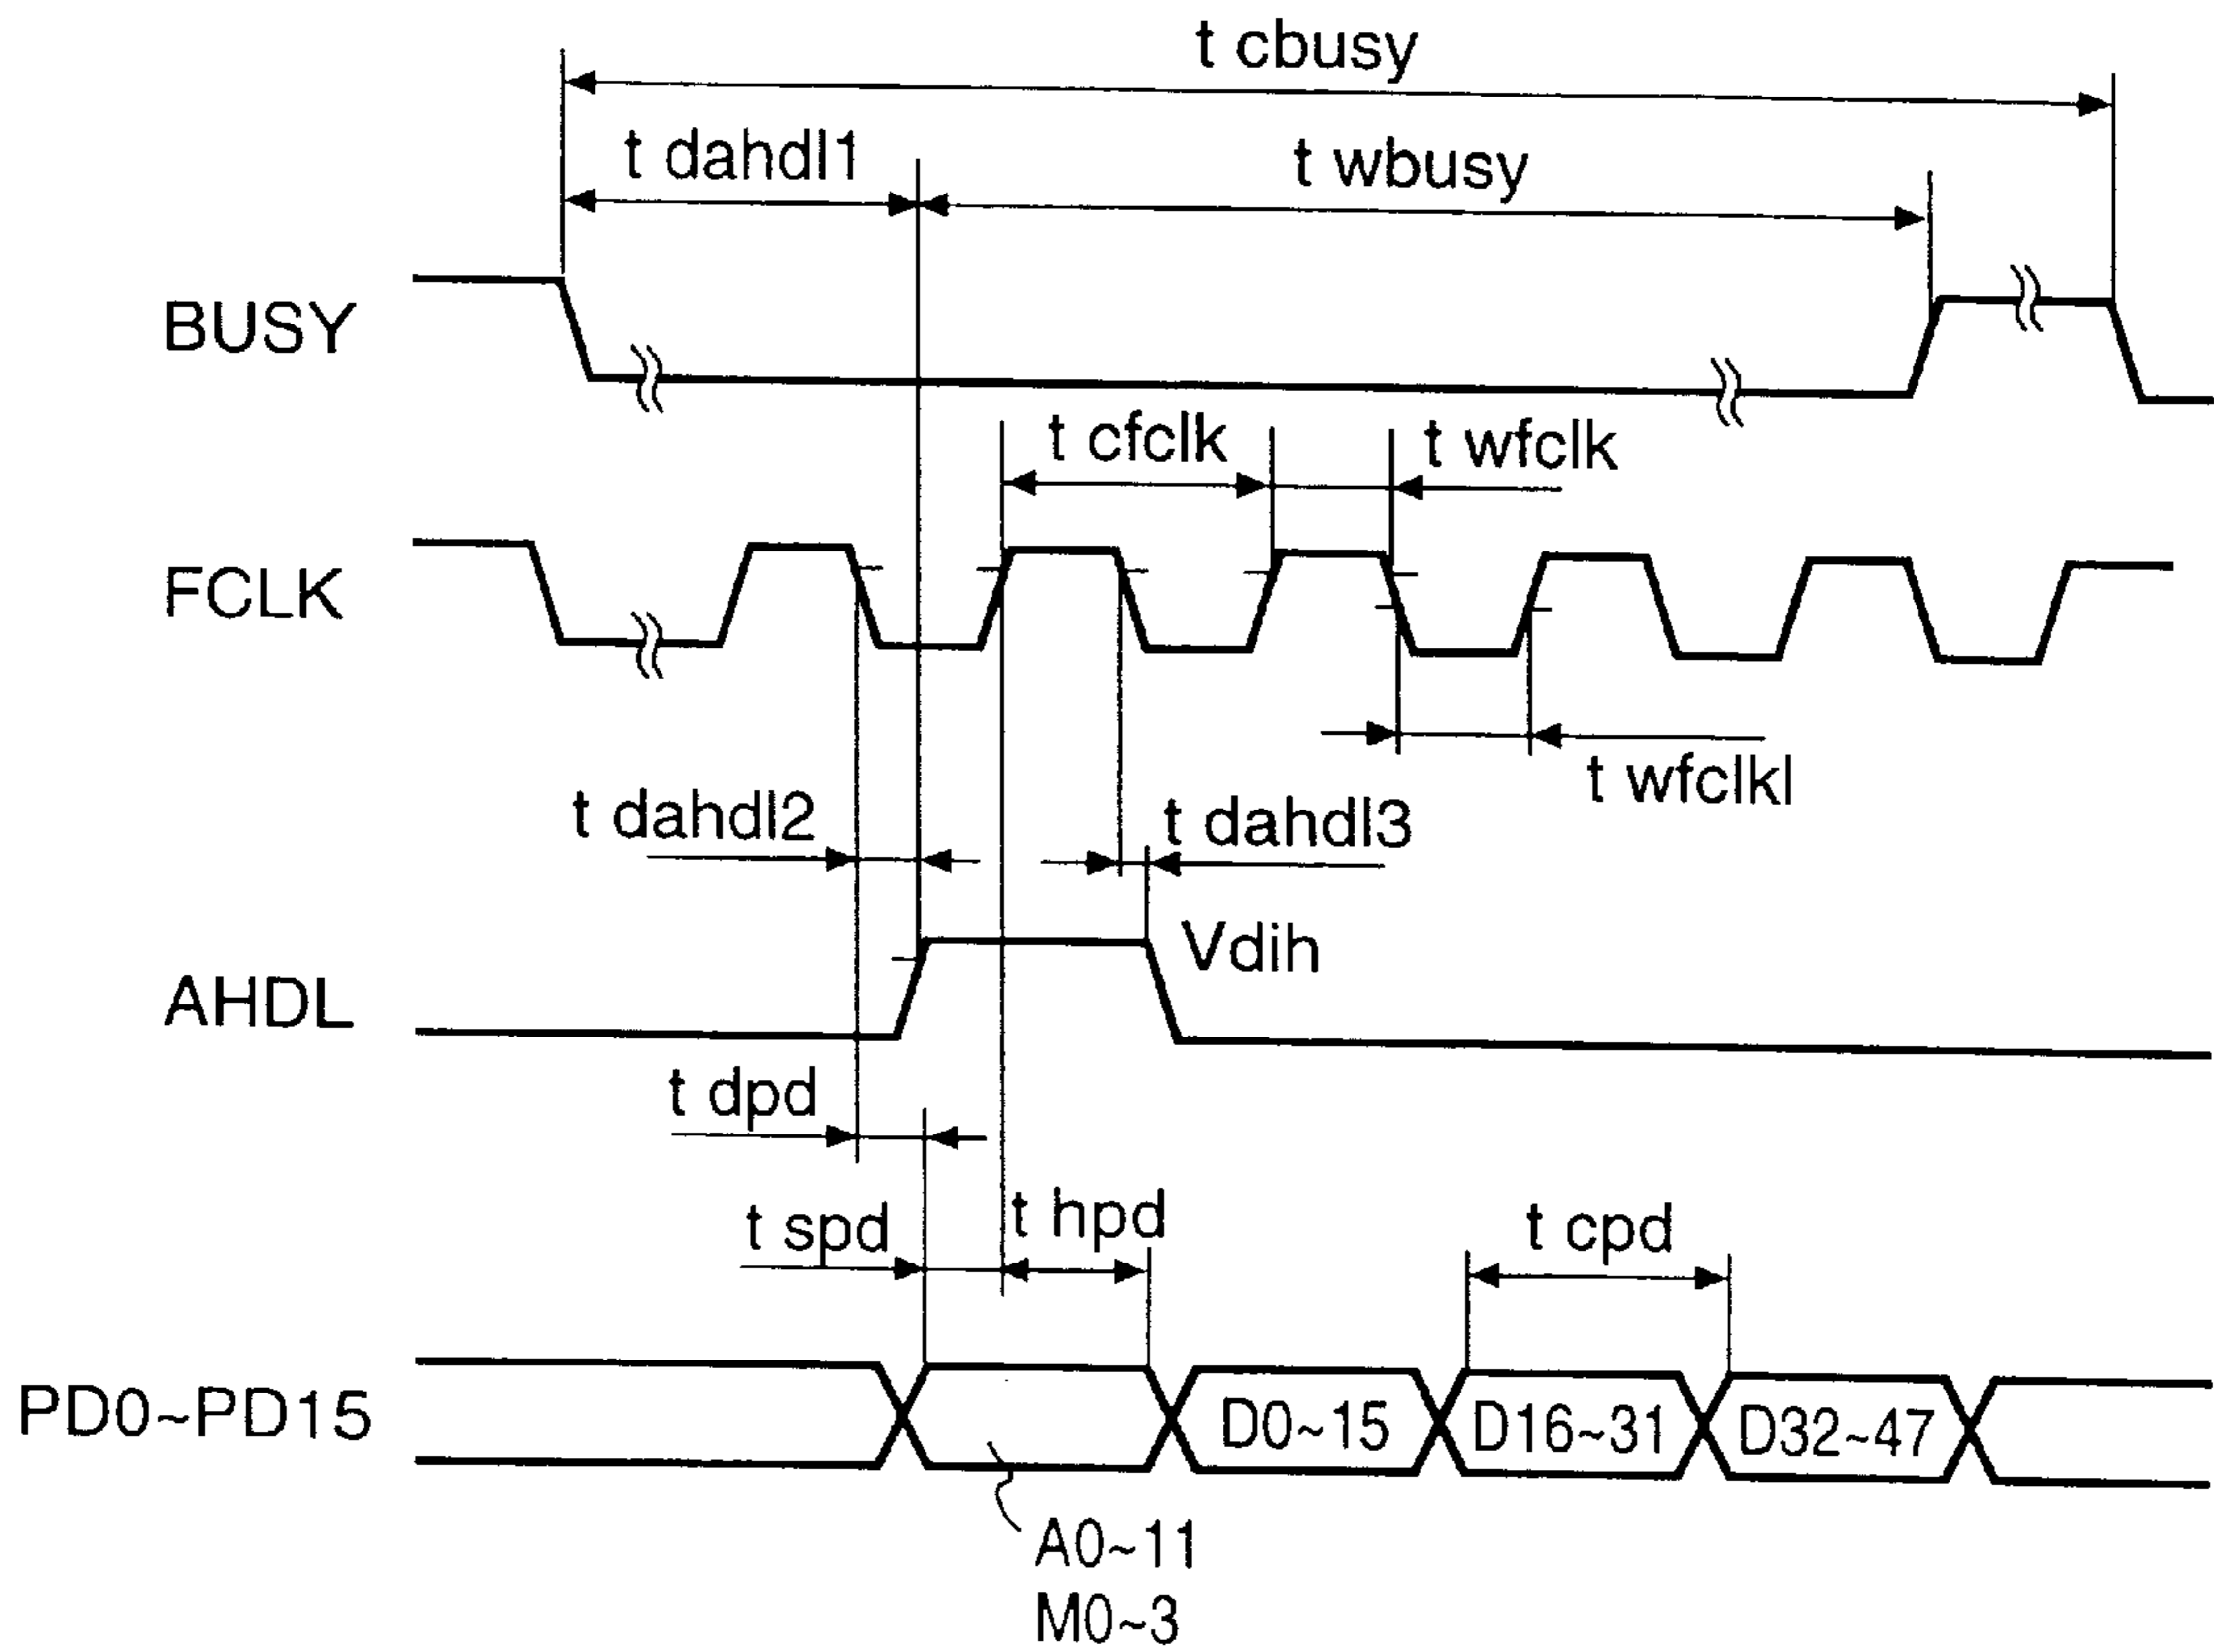 t cbusy
t dahdl1
t wbusy
BUSY
t cfclk
t wfclk
FCLK
t wfclkl
t dahdl2
t dahdl3
Vdih
AHDL
t dpd
t spd
t hpd
t cpd
PD0~PD15
D0~15
D16~31
D32~47
A0~11
M0~3